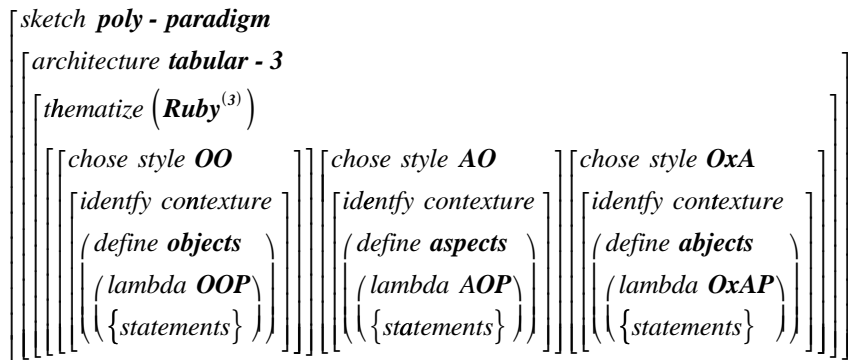 sketch poly - paradigm
architecture tabular - 3
thematize (Ruby^(3))
chose style OO chose style AO chose style OxA
identfy contexture identfy contexture identfy contexture
(define objects) (define aspects) (define abjects)
(lambda OOP) (lambda AOP) (lambda OxAP)
{statements} {statements} {statements}